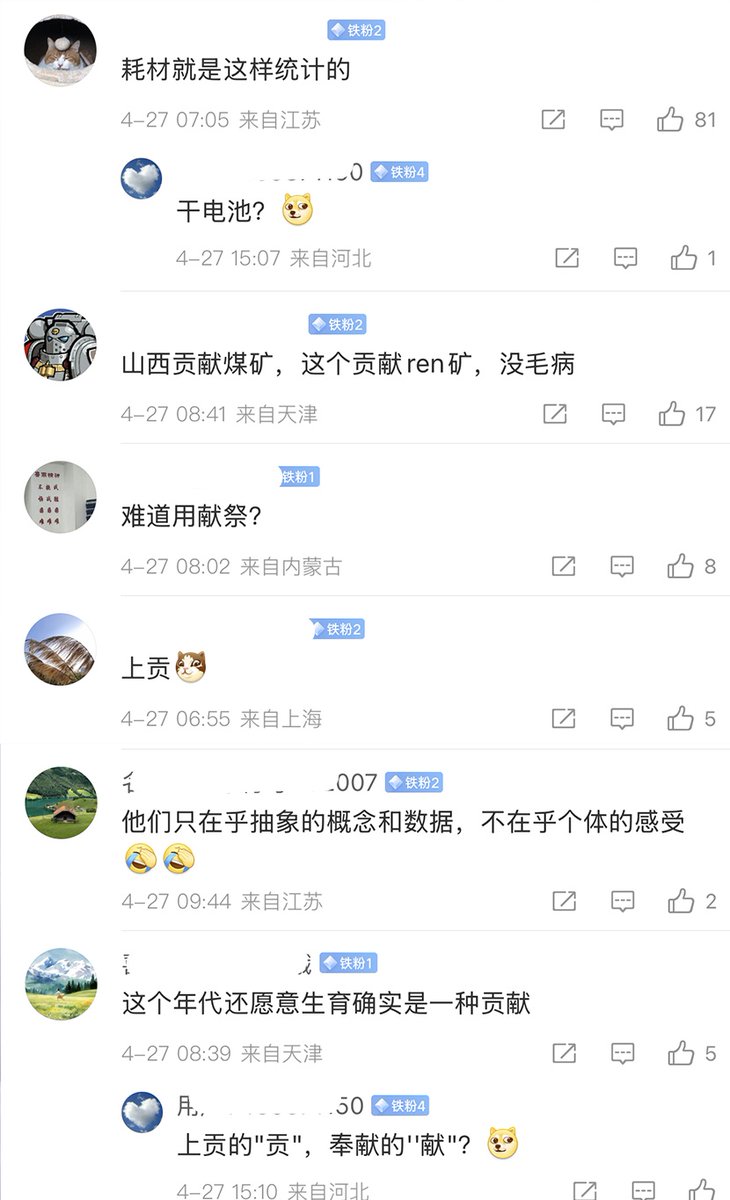 铁粉2
耗材就是这样统计的
4-27 07:05 来自江苏
81
铁粉4
干电池？
4-27 15:07 来自河北
1
铁粉2
山西贡献煤矿，这个贡献ren矿，没毛病
4-27 08:41 来自天津
17
铁粉1
难道用献祭？
4-27 08:02 来自内蒙古
8
铁粉2
上贡
4-27 06:55 来自上海
5
007 铁粉2
他们只在乎抽象的概念和数据，不在乎个体的感受
4-27 09:44 来自江苏
2
铁粉1
这个年代还愿意生育确实是一种贡献
4-27 08:39 来自天津
5
50 铁粉4
上贡的"贡"，奉献的''献"？
4-27 15:10 来自河北